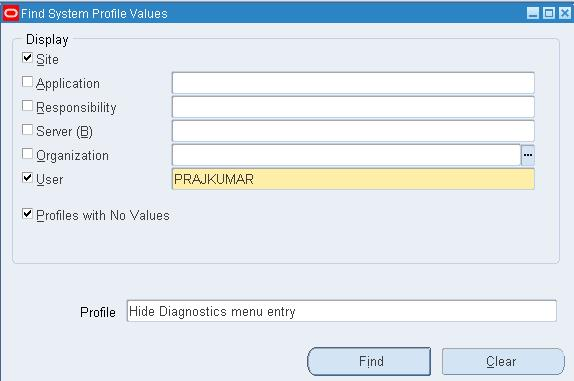 Find System Profile Values
Display
Site
Application
Responsibility
Server (B)
Organization
...
User PRAJKUMAR
Profiles with No Values
Profile Hide Diagnostics menu entry
Find Clear